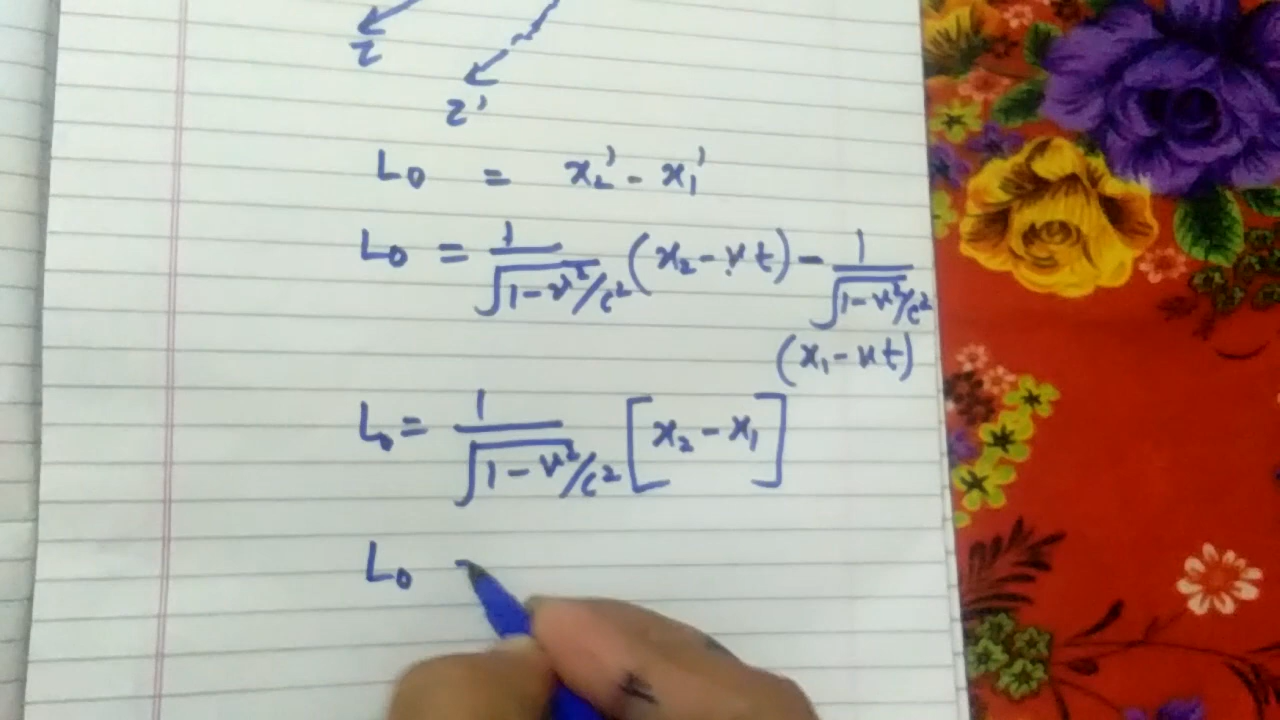 z
z'
L₀ = x₂' - x₁'
L₀ = 1/√(1-v²/c²) (x₂ - vt) - 1/√(1-v²/c²)
(x₁ - vt)
L₀ = 1/√(1-v²/c²) [x₂ - x₁]
L₀